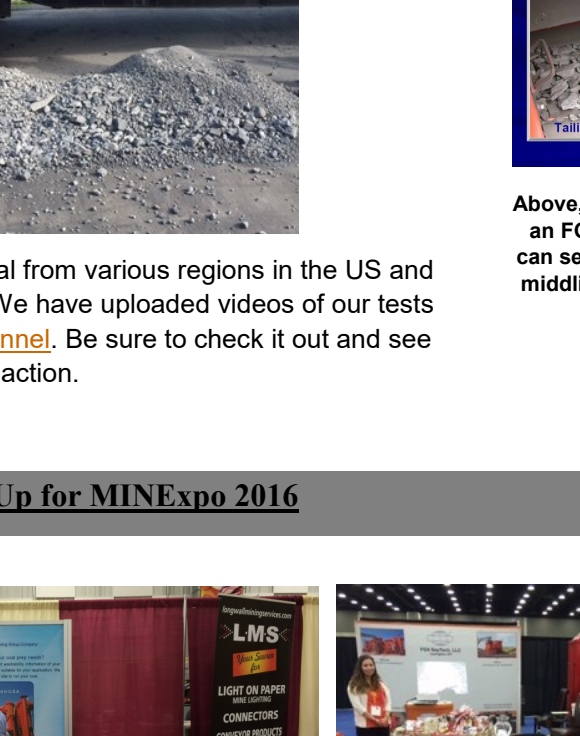 Taili
Above,
an FC
can se
middli
al from various regions in the US and
We have uploaded videos of our tests
nnel. Be sure to check it out and see
action.
Up for MINExpo 2016
longwallminingservices.com
LMS
Your Source
for
LIGHT ON PAPER
MINE LIGHTING
CONNECTORS
CONVEYOR PRODUCTS